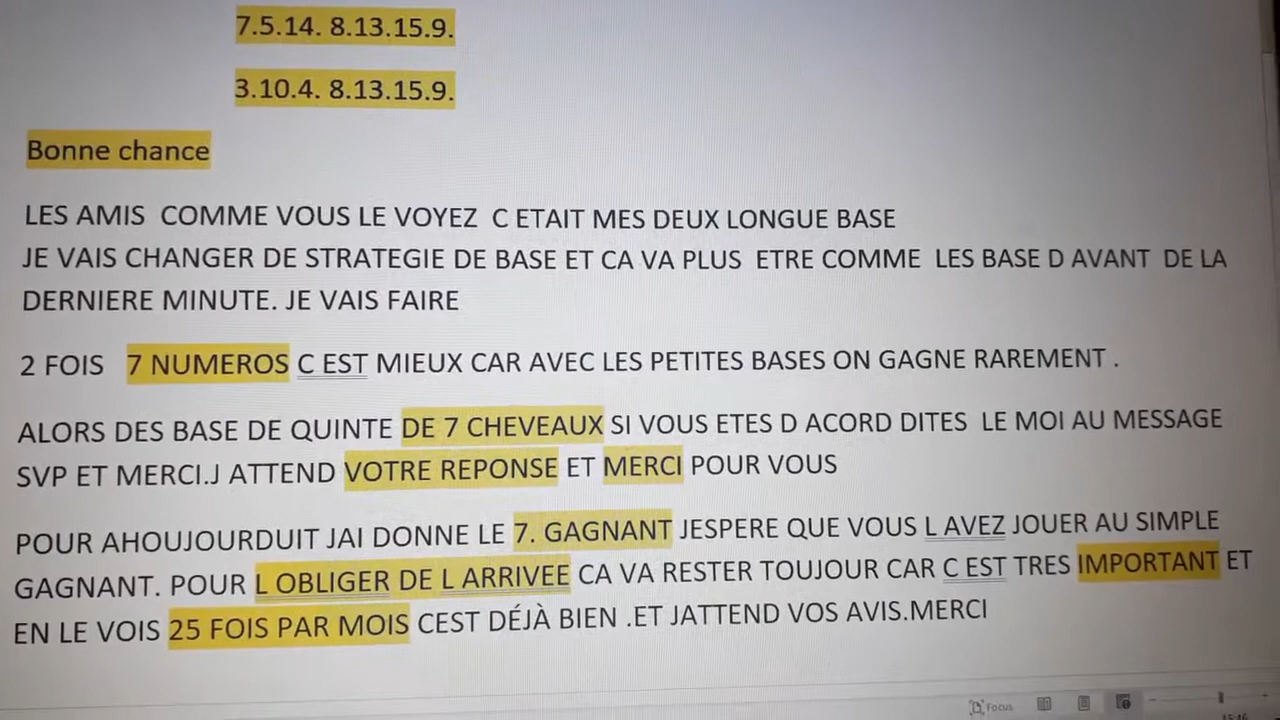 7.5.14. 8.13.15.9.
3.10.4. 8.13.15.9.
Bonne chance
LES AMIS COMME VOUS LE VOYEZ C ETAIT MES DEUX LONGUE BASE
JE VAIS CHANGER DE STRATEGIE DE BASE ET CA VA PLUS ETRE COMME LES BASE D AVANT DE LA
DERNIERE MINUTE. JE VAIS FAIRE
2 FOIS 7 NUMEROS C EST MIEUX CAR AVEC LES PETITES BASES ON GAGNE RAREMENT .
ALORS DES BASE DE QUINTE DE 7 CHEVEAUX SI VOUS ETES D ACORD DITES LE MOI AU MESSAGE
SVP ET MERCI.J ATTEND VOTRE REPONSE ET MERCI POUR VOUS
POUR AHOUJOURDUIT JAI DONNE LE 7. GAGNANT JESPERE QUE VOUS L AVEZ JOUER AU SIMPLE
GAGNANT. POUR L OBLIGER DE L ARRIVEE CA VA RESTER TOUJOUR CAR C EST TRES IMPORTANT ET
EN LE VOIS 25 FOIS PAR MOIS CEST DÉJÀ BIEN .ET JATTEND VOS AVIS.MERCI
Focus
15:46